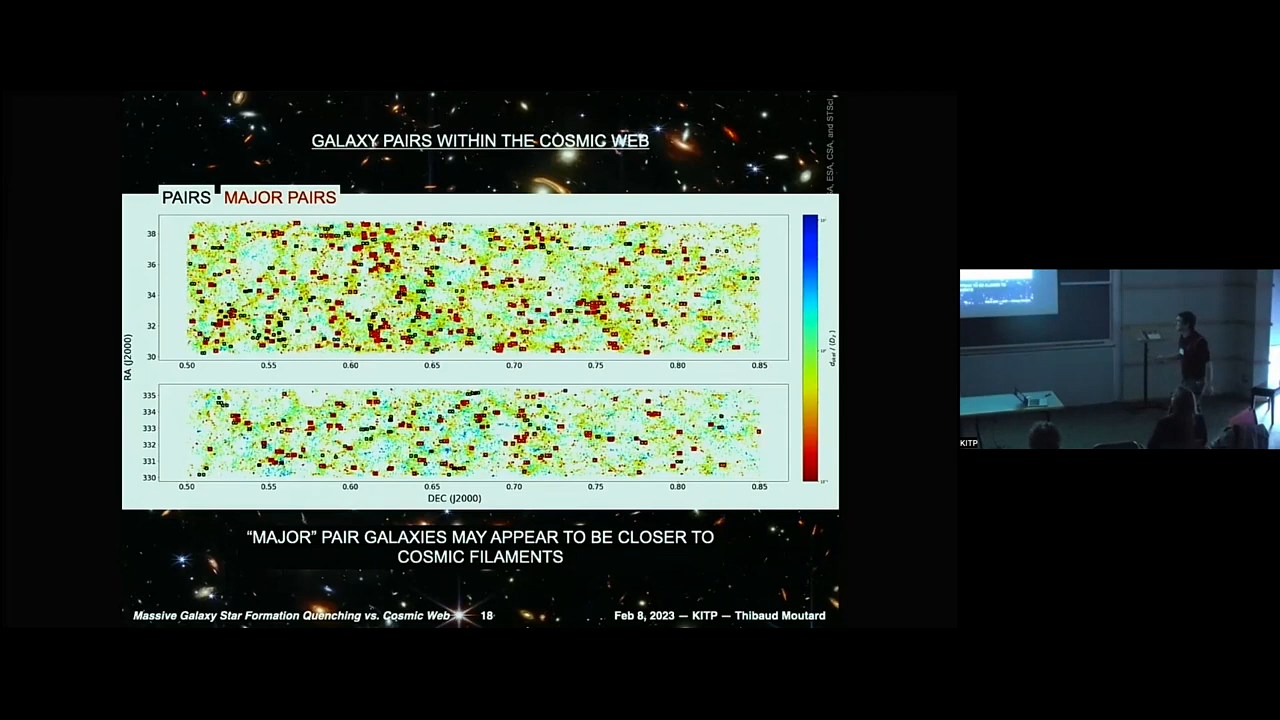 GALAXY PAIRS WITHIN THE COSMIC WEB
A, ESA, CSA, and STScI
PAIRS MAJOR PAIRS
38
36
34
32
30
0.50 0.55 0.60 0.65 0.70 0.75 0.80 0.85
RA (J2000)
335
334
333
332
331
330
0.50 0.55 0.60 0.65 0.70 0.75 0.80 0.85
DEC (J2000)
“MAJOR” PAIR GALAXIES MAY APPEAR TO BE CLOSER TO
COSMIC FILAMENTS
Massive Galaxy Star Formation Quenching vs. Cosmic Web 18 Feb 8, 2023 — KITP — Thibaud Moutard
KITP